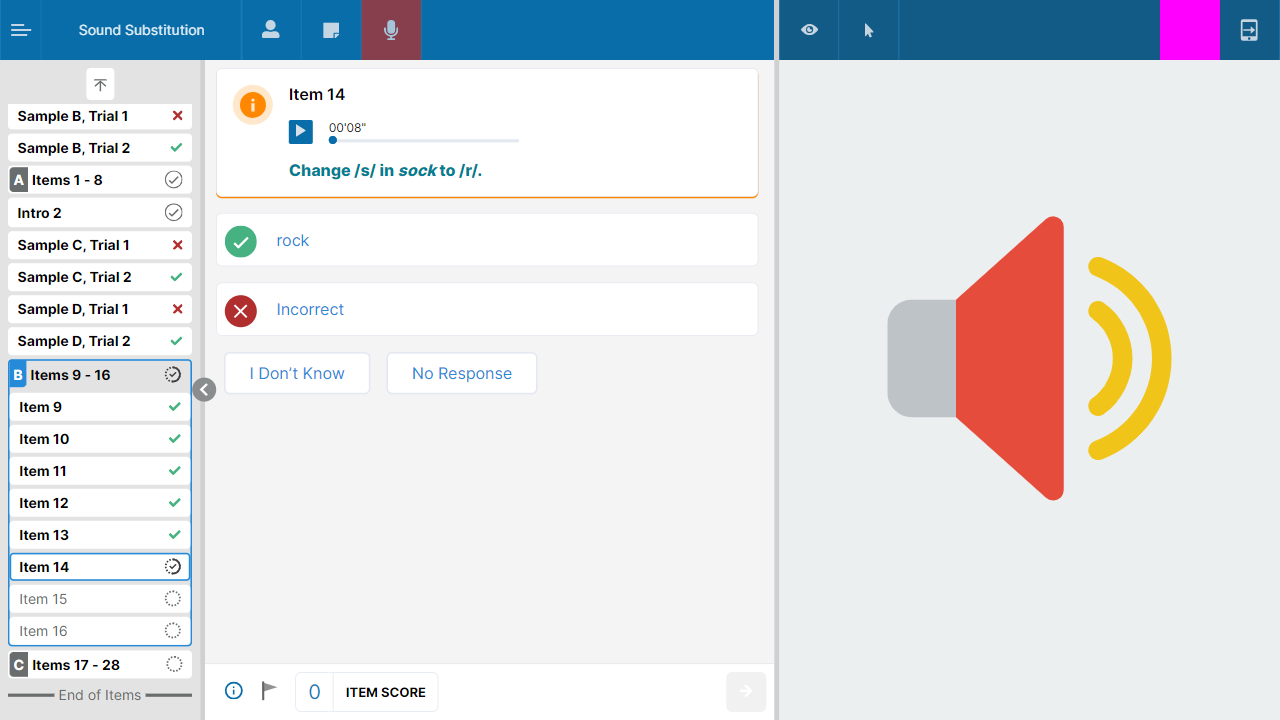 Sound Substitution
Sample B, Trial 1
Sample B, Trial 2
A Items 1 - 8
Intro 2
Sample C, Trial 1
Sample C, Trial 2
Sample D, Trial 1
Sample D, Trial 2
B Items 9 - 16
Item 9
Item 10
Item 11
Item 12
Item 13
Item 14
Item 15
Item 16
C Items 17 - 28
End of Items
Item 14
00'08"
Change /s/ in sock to /r/.
rock
Incorrect
I Don’t Know
No Response
0 ITEM SCORE